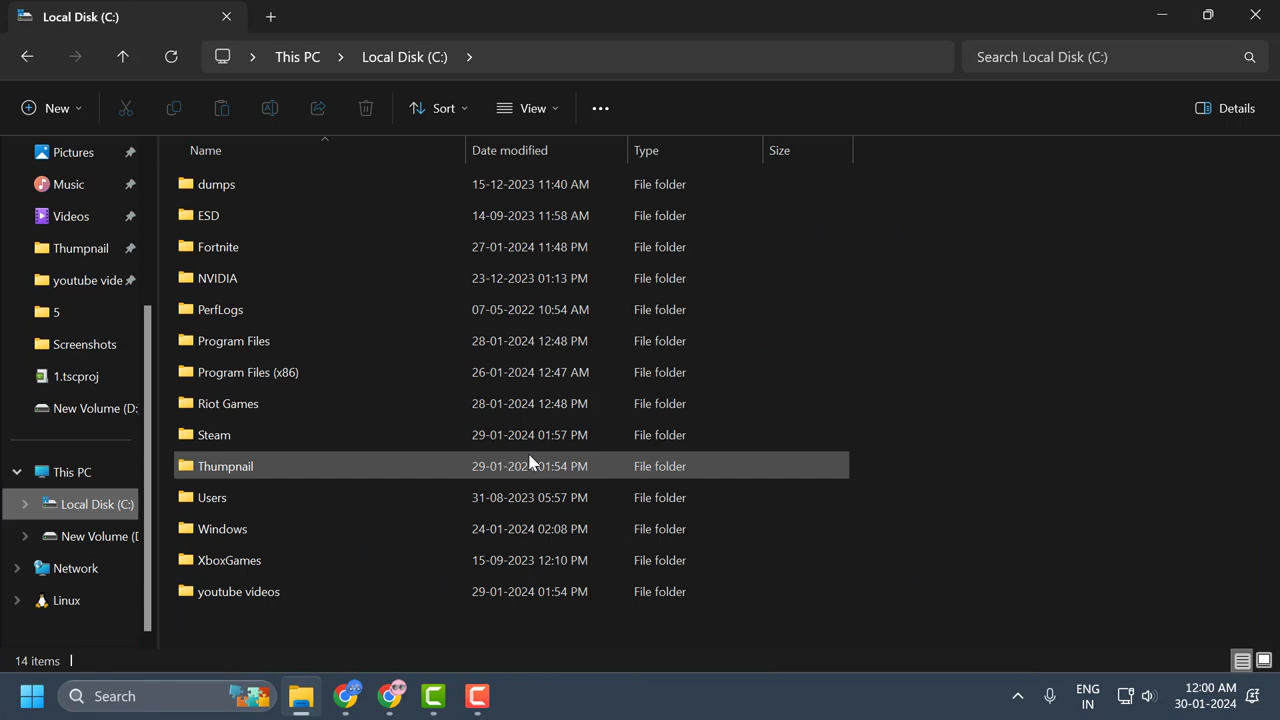 Local Disk (C:)
This PC > Local Disk (C:) >
Search Local Disk (C:)
New
Sort
View
Details
Pictures
Music
Videos
Thumpnail
youtube vide
5
Screenshots
1.tscproj
New Volume (D:
This PC
Local Disk (C:)
New Volume (
Network
Linux
Name Date modified Type Size
dumps 15-12-2023 11:40 AM File folder
ESD 14-09-2023 11:58 AM File folder
Fortnite 27-01-2024 11:48 PM File folder
NVIDIA 23-12-2023 01:13 PM File folder
PerfLogs 07-05-2022 10:54 AM File folder
Program Files 28-01-2024 12:48 PM File folder
Program Files (x86) 26-01-2024 12:47 AM File folder
Riot Games 28-01-2024 12:48 PM File folder
Steam 29-01-2024 01:57 PM File folder
Thumpnail 29-01-2024 01:54 PM File folder
Users 31-08-2023 05:57 PM File folder
Windows 24-01-2024 02:08 PM File folder
XboxGames 15-09-2023 12:10 PM File folder
youtube videos 29-01-2024 01:54 PM File folder
14 items
Search
ENG
IN
12:00 AM
30-01-2024